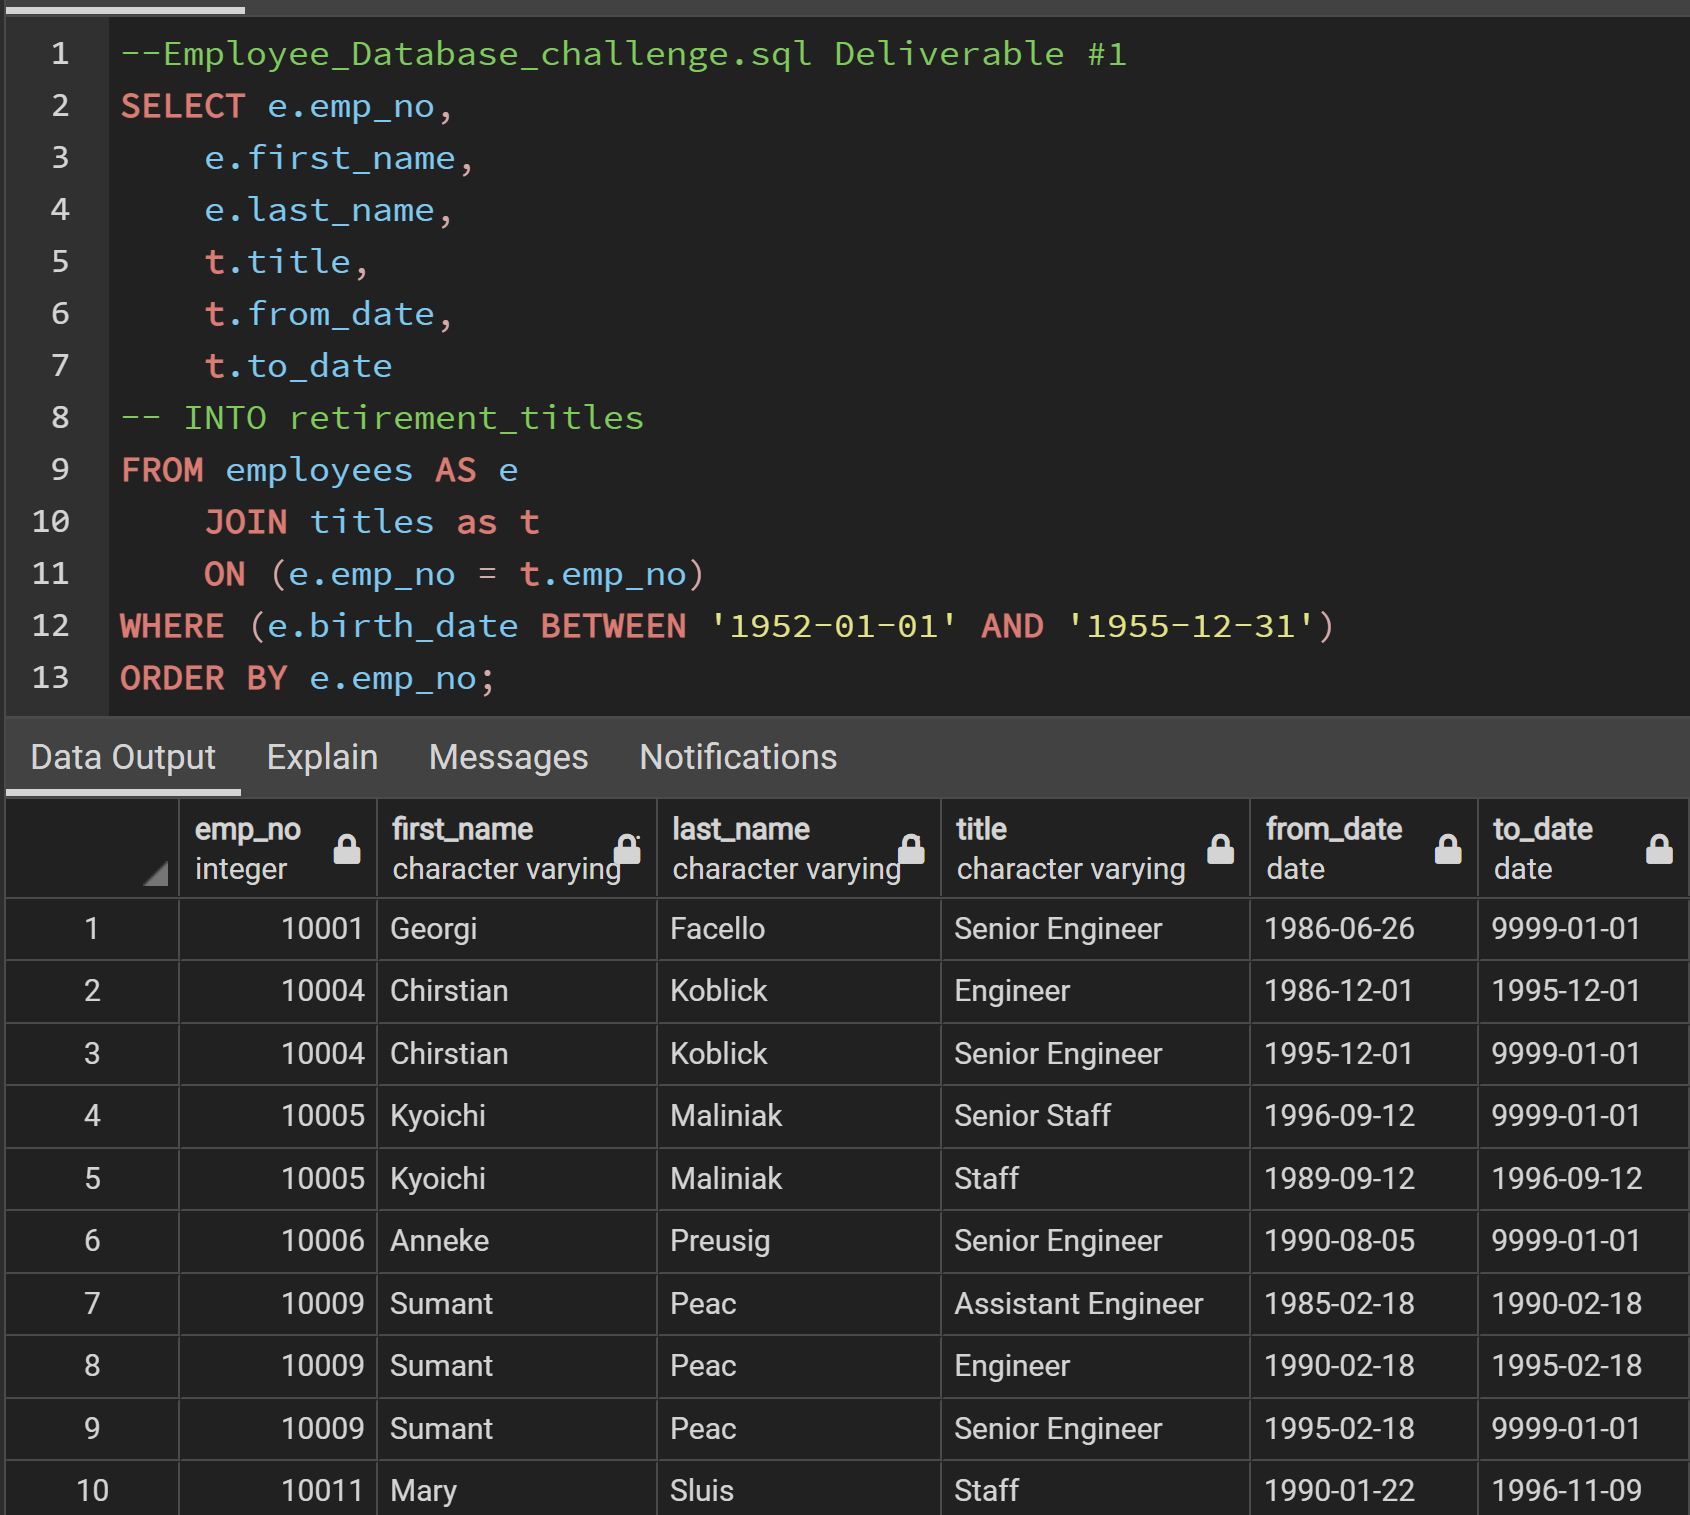 1 --Employee_Database_challenge.sql Deliverable #1
2 SELECT e.emp_no,
3 e.first_name,
4 e.last_name,
5 t.title,
6 t.from_date,
7 t.to_date
8 -- INTO retirement_titles
9 FROM employees AS e
10 JOIN titles as t
11 ON (e.emp_no = t.emp_no)
12 WHERE (e.birth_date BETWEEN '1952-01-01' AND '1955-12-31')
13 ORDER BY e.emp_no;
Data Output Explain Messages Notifications
emp_no first_name last_name title from_date to_date
integer character varying character varying character varying date date
1 10001 Georgi Facello Senior Engineer 1986-06-26 9999-01-01
2 10004 Chirstian Koblick Engineer 1986-12-01 1995-12-01
3 10004 Chirstian Koblick Senior Engineer 1995-12-01 9999-01-01
4 10005 Kyoichi Maliniak Senior Staff 1996-09-12 9999-01-01
5 10005 Kyoichi Maliniak Staff 1989-09-12 1996-09-12
6 10006 Anneke Preusig Senior Engineer 1990-08-05 9999-01-01
7 10009 Sumant Peac Assistant Engineer 1985-02-18 1990-02-18
8 10009 Sumant Peac Engineer 1990-02-18 1995-02-18
9 10009 Sumant Peac Senior Engineer 1995-02-18 9999-01-01
10 10011 Mary Sluis Staff 1990-01-22 1996-11-09